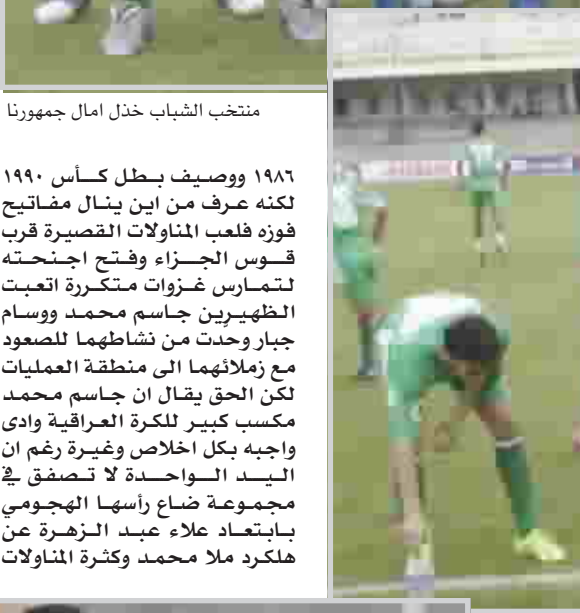 منتخب الشباب خذل امال جمهورنا
١٩٨٦ ووصيف بطل كـأس ١٩٩٠
لكنه عرف من اين ينال مفاتيح
فوزه فلعب المناولات القصيرة قرب
قوس الجزاء وفتح اجنحته
لتمارس غزوات متكررة اتعبت
الظهيرين جاسم محمد ووسام
جبار وحدت من نشاطهما للصعود
مع زملائهما الى منطقة العمليات
لكن الحق يقال ان جاسم محمد
مكسب كبير للكرة العراقية وادى
واجبه بكل اخلاص وغيرة رغم ان
اليد الواحدة لا تصفق في
مجموعة ضاع رأسها الهجومي
بابتعاد علاء عبد الزهرة عن
هلكرد ملا محمد وكثرة المناولات